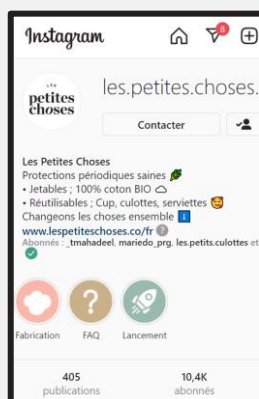 Instagram
8
les.petites.choses.
LES
petites
choses
Contacter
Les Petites Choses
Protections périodiques saines
• Jetables ; 100% coton BIO
• Réutilisables ; Cup, culottes, serviettes
Changeons les choses ensemble
www.lespetiteschoses.co/fr
Abonnés : _tmahadeel, mariedo_prg, les.petits.culottes et
Fabrication FAQ Lancement
405 10,4K
publications abonnés